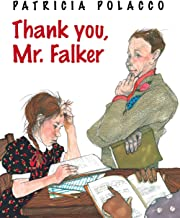 PATRICIA POLACCO
Thank you,
Mr. Falker